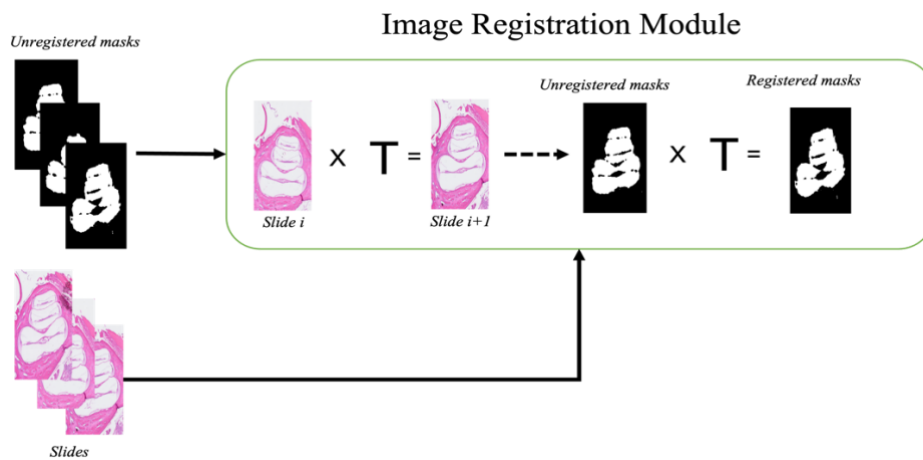 Image Registration Module
Unregistered masks
Unregistered masks
Registered masks
x T =
x T =
Slide i
Slide i+1
Slides